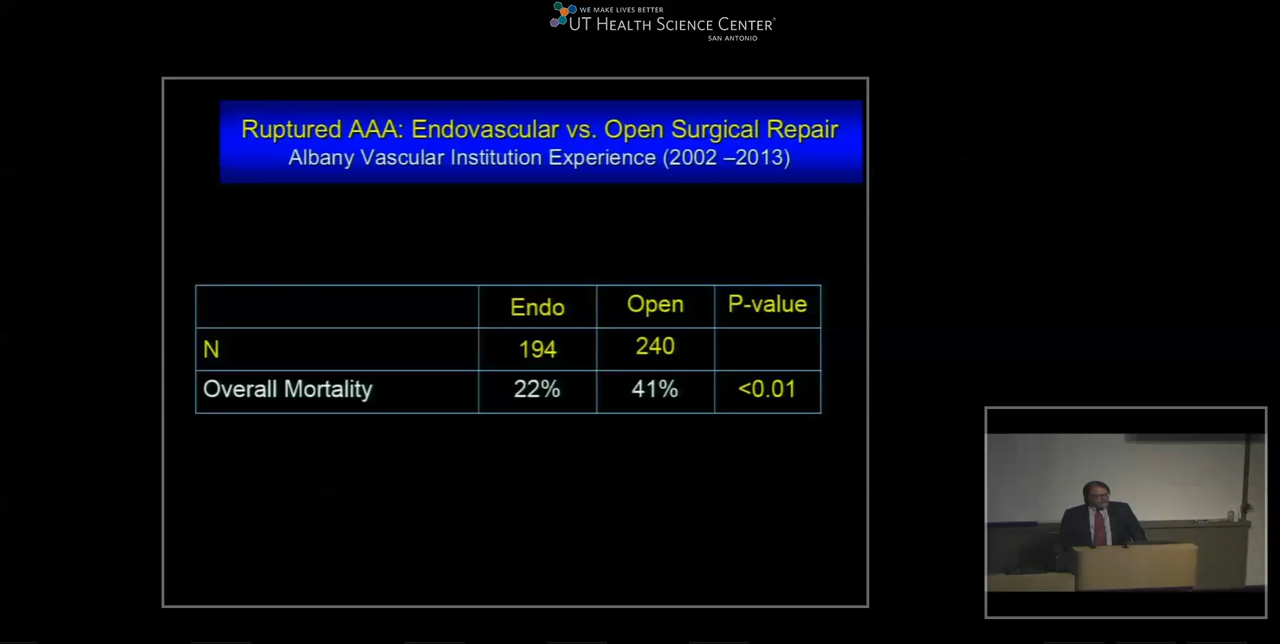 WE MAKE LIVES BETTER
UT HEALTH SCIENCE CENTER®
SAN ANTONIO
Ruptured AAA: Endovascular vs. Open Surgical Repair
Albany Vascular Institution Experience (2002 –2013)
Endo Open P-value
N 194 240
Overall Mortality 22% 41% <0.01